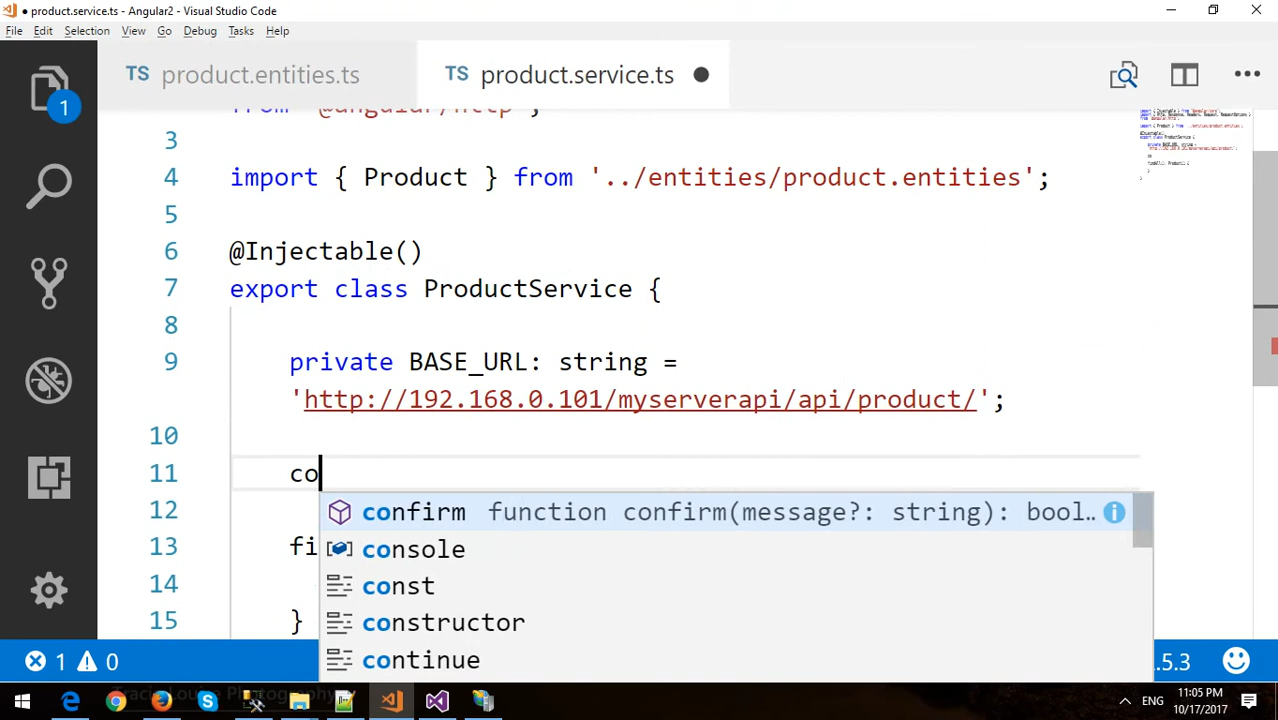 product.service.ts - Angular2 - Visual Studio Code
File Edit Selection View Go Debug Tasks Help
TS product.entities.ts TS product.service.ts
1
from '@angular/http';
3
4 import { Product } from '../entities/product.entities';
5
6 @Injectable()
7 export class ProductService {
8
9 private BASE_URL: string =
'http://192.168.0.101/myserverapi/api/product/';
10
11 co
confirm function confirm(message?: string): bool..
12
console
13 fi
const
14
constructor
15 }
continue
1 0 .5.3
ENG 11:05 PM
10/17/2017